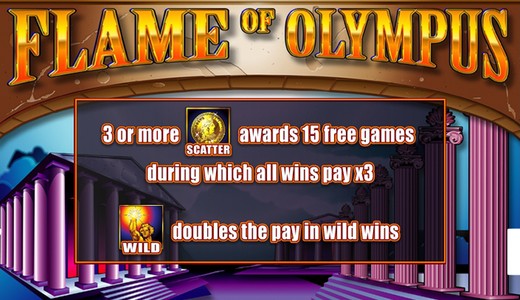 FLAME OF OLYMPUS
3 or more SCATTER awards 15 free games
during which all wins pay x3
WILD doubles the pay in wild wins